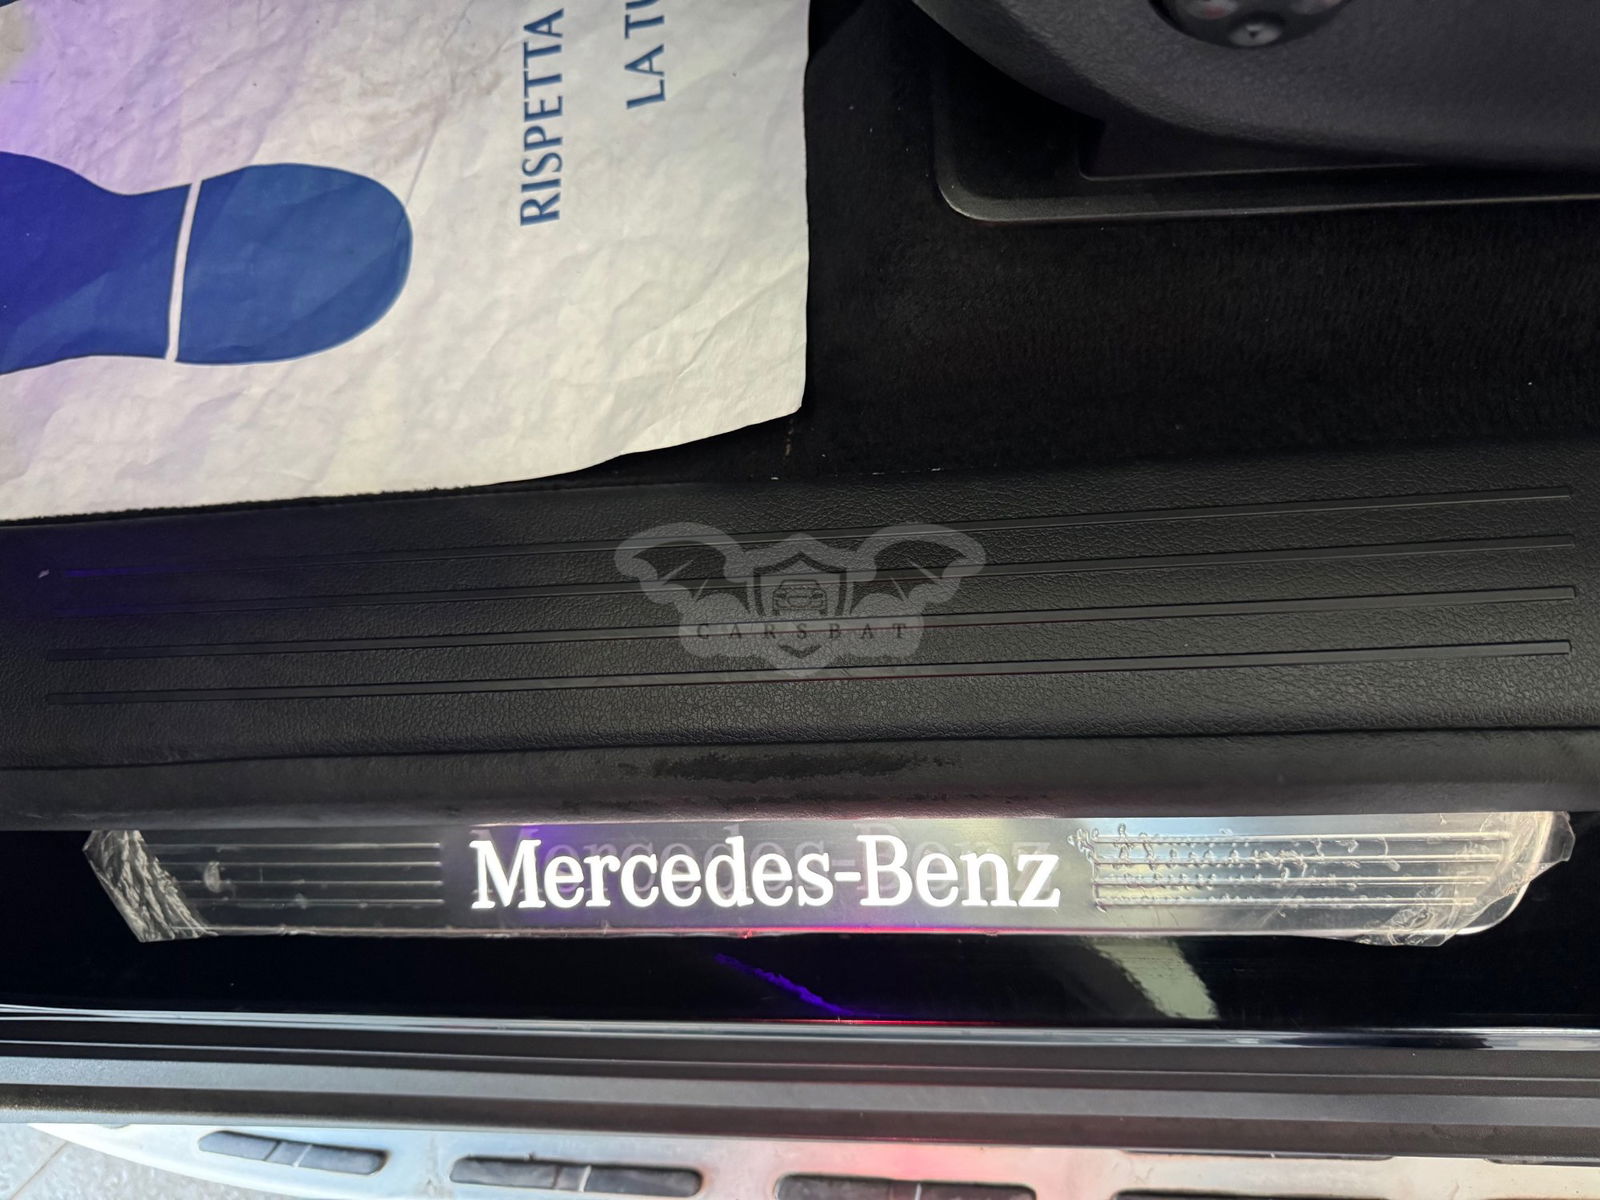 RISPETTA
LA TU
CARSBAT
Mercedes-Benz